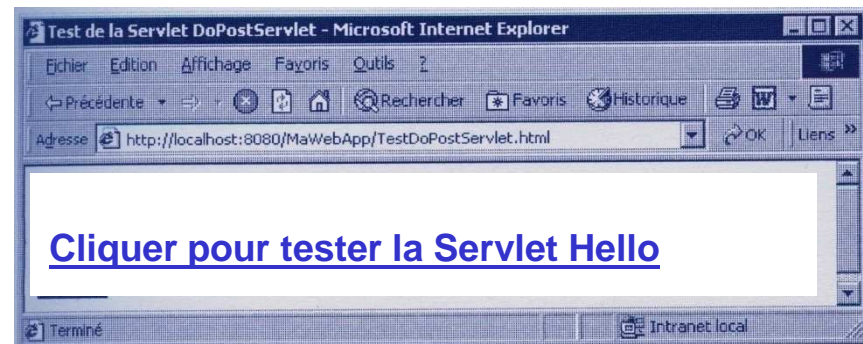 Test de la Servlet DoPostServlet - Microsoft Internet Explorer
Fichier Edition Affichage Favoris Outils ?
Précédente Rechercher Favoris Historique
Adresse http://localhost:8080/MaWebApp/TestDoPostServlet.html OK Liens »
Cliquer pour tester la Servlet Hello
Terminé Intranet local